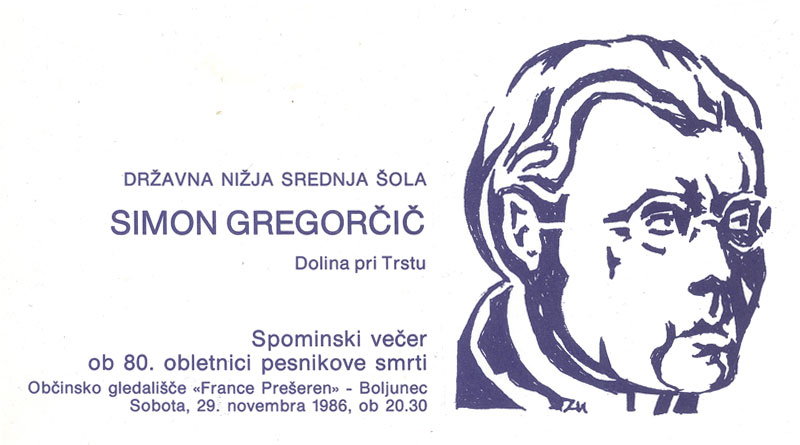 DRŽAVNA NIŽJA SREDNJA ŠOLA
SIMON GREGORČIČ
Dolina pri Trstu
Spominski večer
ob 80. obletnici pesnikove smrti
Občinsko gledališče «France Prešeren» - Boljunec
Sobota, 29. novembra 1986, ob 20.30